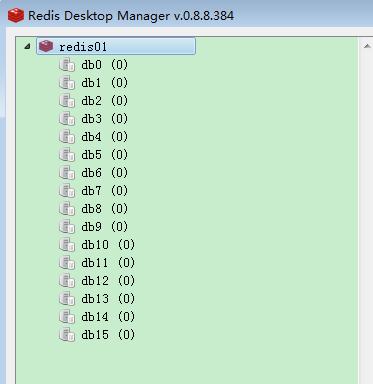 Redis Desktop Manager v.0.8.8.384
redis01
db0 (0)
db1 (0)
db2 (0)
db3 (0)
db4 (0)
db5 (0)
db6 (0)
db7 (0)
db8 (0)
db9 (0)
db10 (0)
db11 (0)
db12 (0)
db13 (0)
db14 (0)
db15 (0)